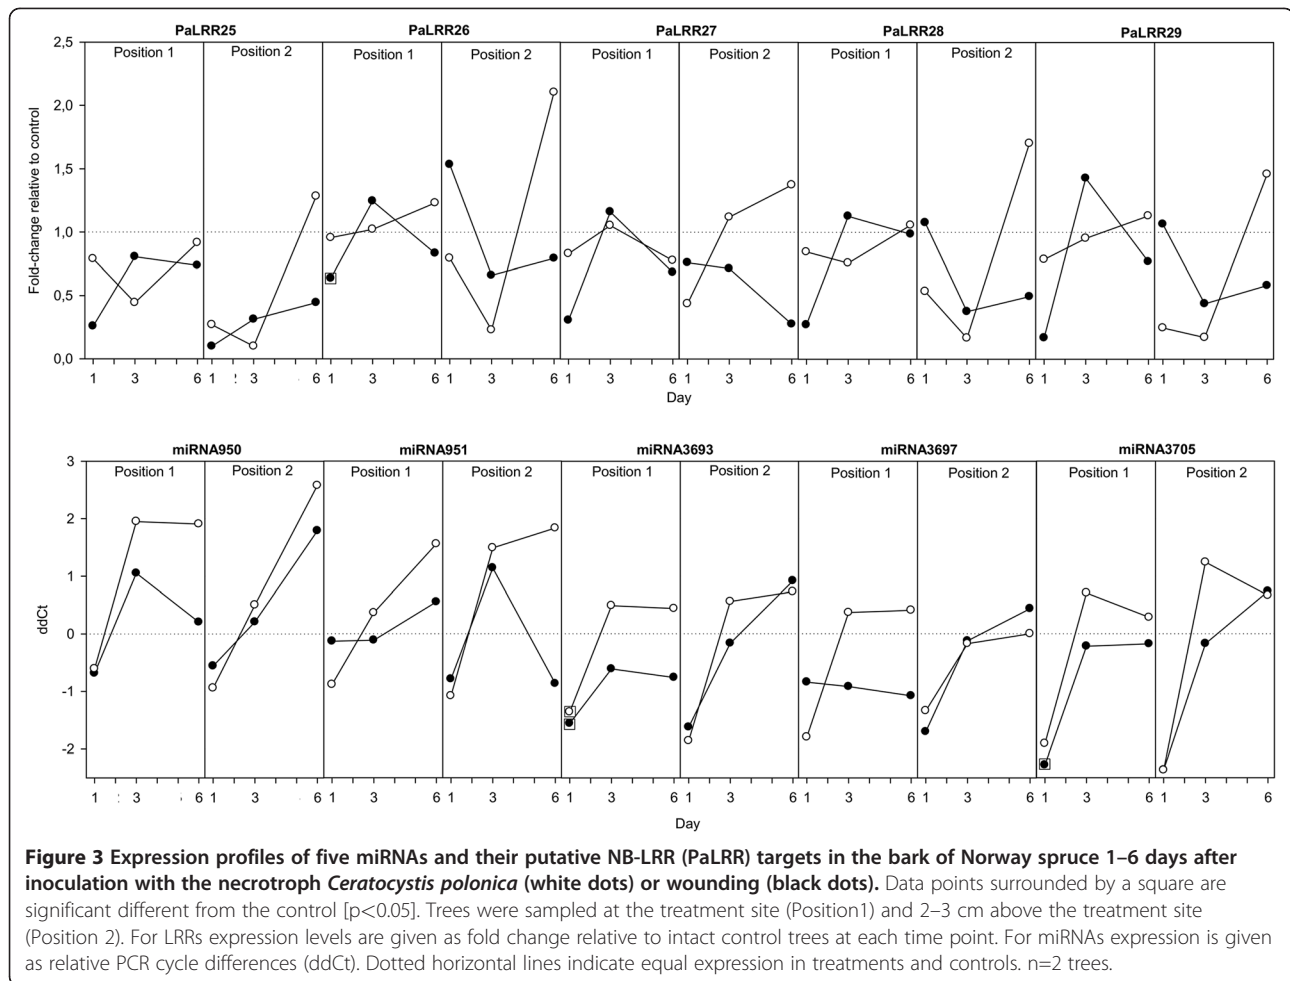 PaLRR25 PaLRR26 PaLRR27 PaLRR28 PaLRR29
Position 1 Position 2 Position 1 Position 2 Position 1 Position 2 Position 1 Position 2
Fold-change relative to control
2,5
2,0
1,5
1,0
0,5
0,0
1 3 6 1 3 6 1 3 6 1 3 6 1 3 6 1 3 6 1 3 6 1 3 6 1 3 6 1 3 6
Day
miRNA950 miRNA951 miRNA3693 miRNA3697 miRNA3705
Position 1 Position 2 Position 1 Position 2 Position 1 Position 2 Position 1 Position 2 Position 1 Position 2
ddCt
3
2
1
0
-1
-2
1 3 6 1 3 6 1 3 6 1 3 6 1 3 6 1 3 6 1 3 6 1 3 6 1 3 6 1 3 6
Day
Figure 3 Expression profiles of five miRNAs and their putative NB-LRR (PaLRR) targets in the bark of Norway spruce 1–6 days after
inoculation with the necrotroph Ceratocystis polonica (white dots) or wounding (black dots). Data points surrounded by a square are
significant different from the control [p<0.05]. Trees were sampled at the treatment site (Position1) and 2–3 cm above the treatment site
(Position 2). For LRRs expression levels are given as fold change relative to intact control trees at each time point. For miRNAs expression is given
as relative PCR cycle differences (ddCt). Dotted horizontal lines indicate equal expression in treatments and controls. n=2 trees.